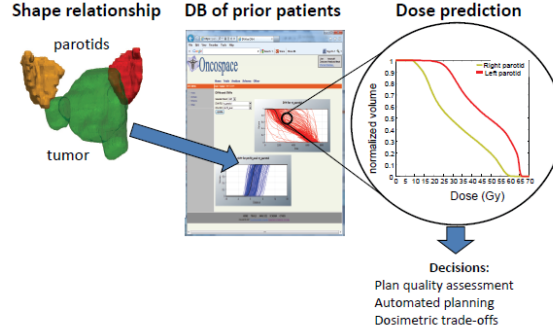 Shape relationship
DB of prior patients
Dose prediction
parotids
tumor
Oncospace
Right parotid
Left parotid
normalized volume
1
0.9
0.8
0.7
0.6
0.5
0.4
0.3
0.2
0.1
0
0 5 10 15 20 25 30 35 40 45 50 55 60 65 70
Dose (Gy)
Decisions:
Plan quality assessment
Automated planning
Dosimetric trade-offs